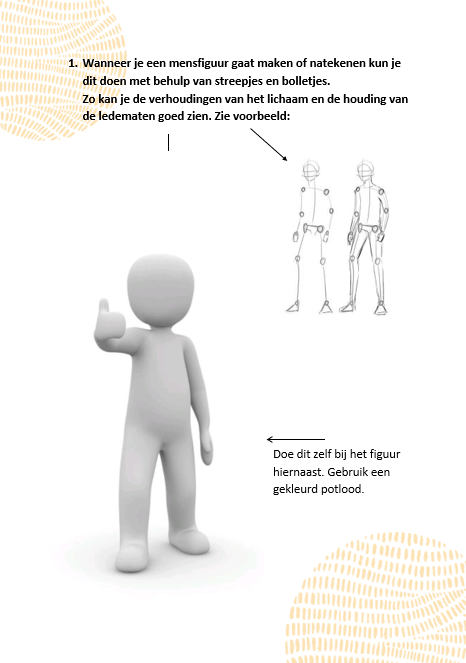 1. Wanneer je een mensfiguur gaat maken of natekenen kun je
dit doen met behulp van streepjes en bolletjes.
Zo kan je de verhoudingen van het lichaam en de houding van
de ledematen goed zien. Zie voorbeeld:
Doe dit zelf bij het figuur
hiernaast. Gebruik een
gekleurd potlood.